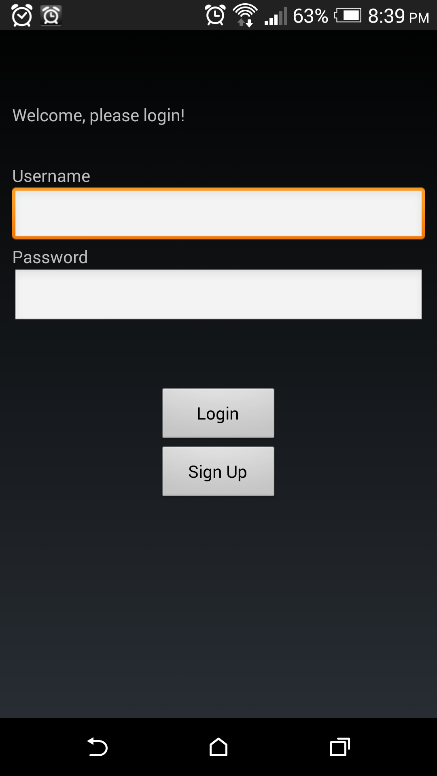 63% 8:39 PM
Welcome, please login!
Username
Password
Login
Sign Up